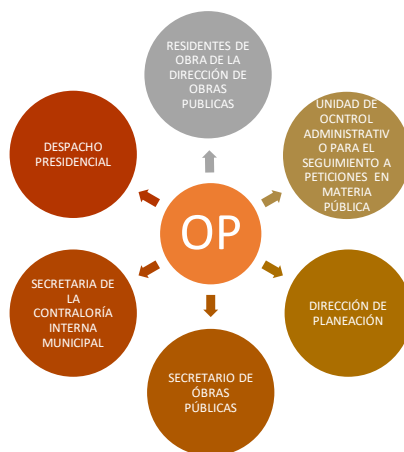 RESIDENTES DE
OBRA DE LA
DIRECCIÓN DE
OBRAS
PUBLICAS
UNIDAD DE
OCNTROL
ADMINISTRATIV
O PARA EL
SEGUIMIENTO A
PETICIONES EN
MATERIA
PÚBLICA
DESPACHO
PRESIDENCIAL
OP
SECRETARIA DE
LA
CONTRALORÍA
INTERNA
MUNICIPAL
DIRECCIÓN DE
PLANEACIÓN
SECRETARIO DE
ÓBRAS
PÚBLICAS